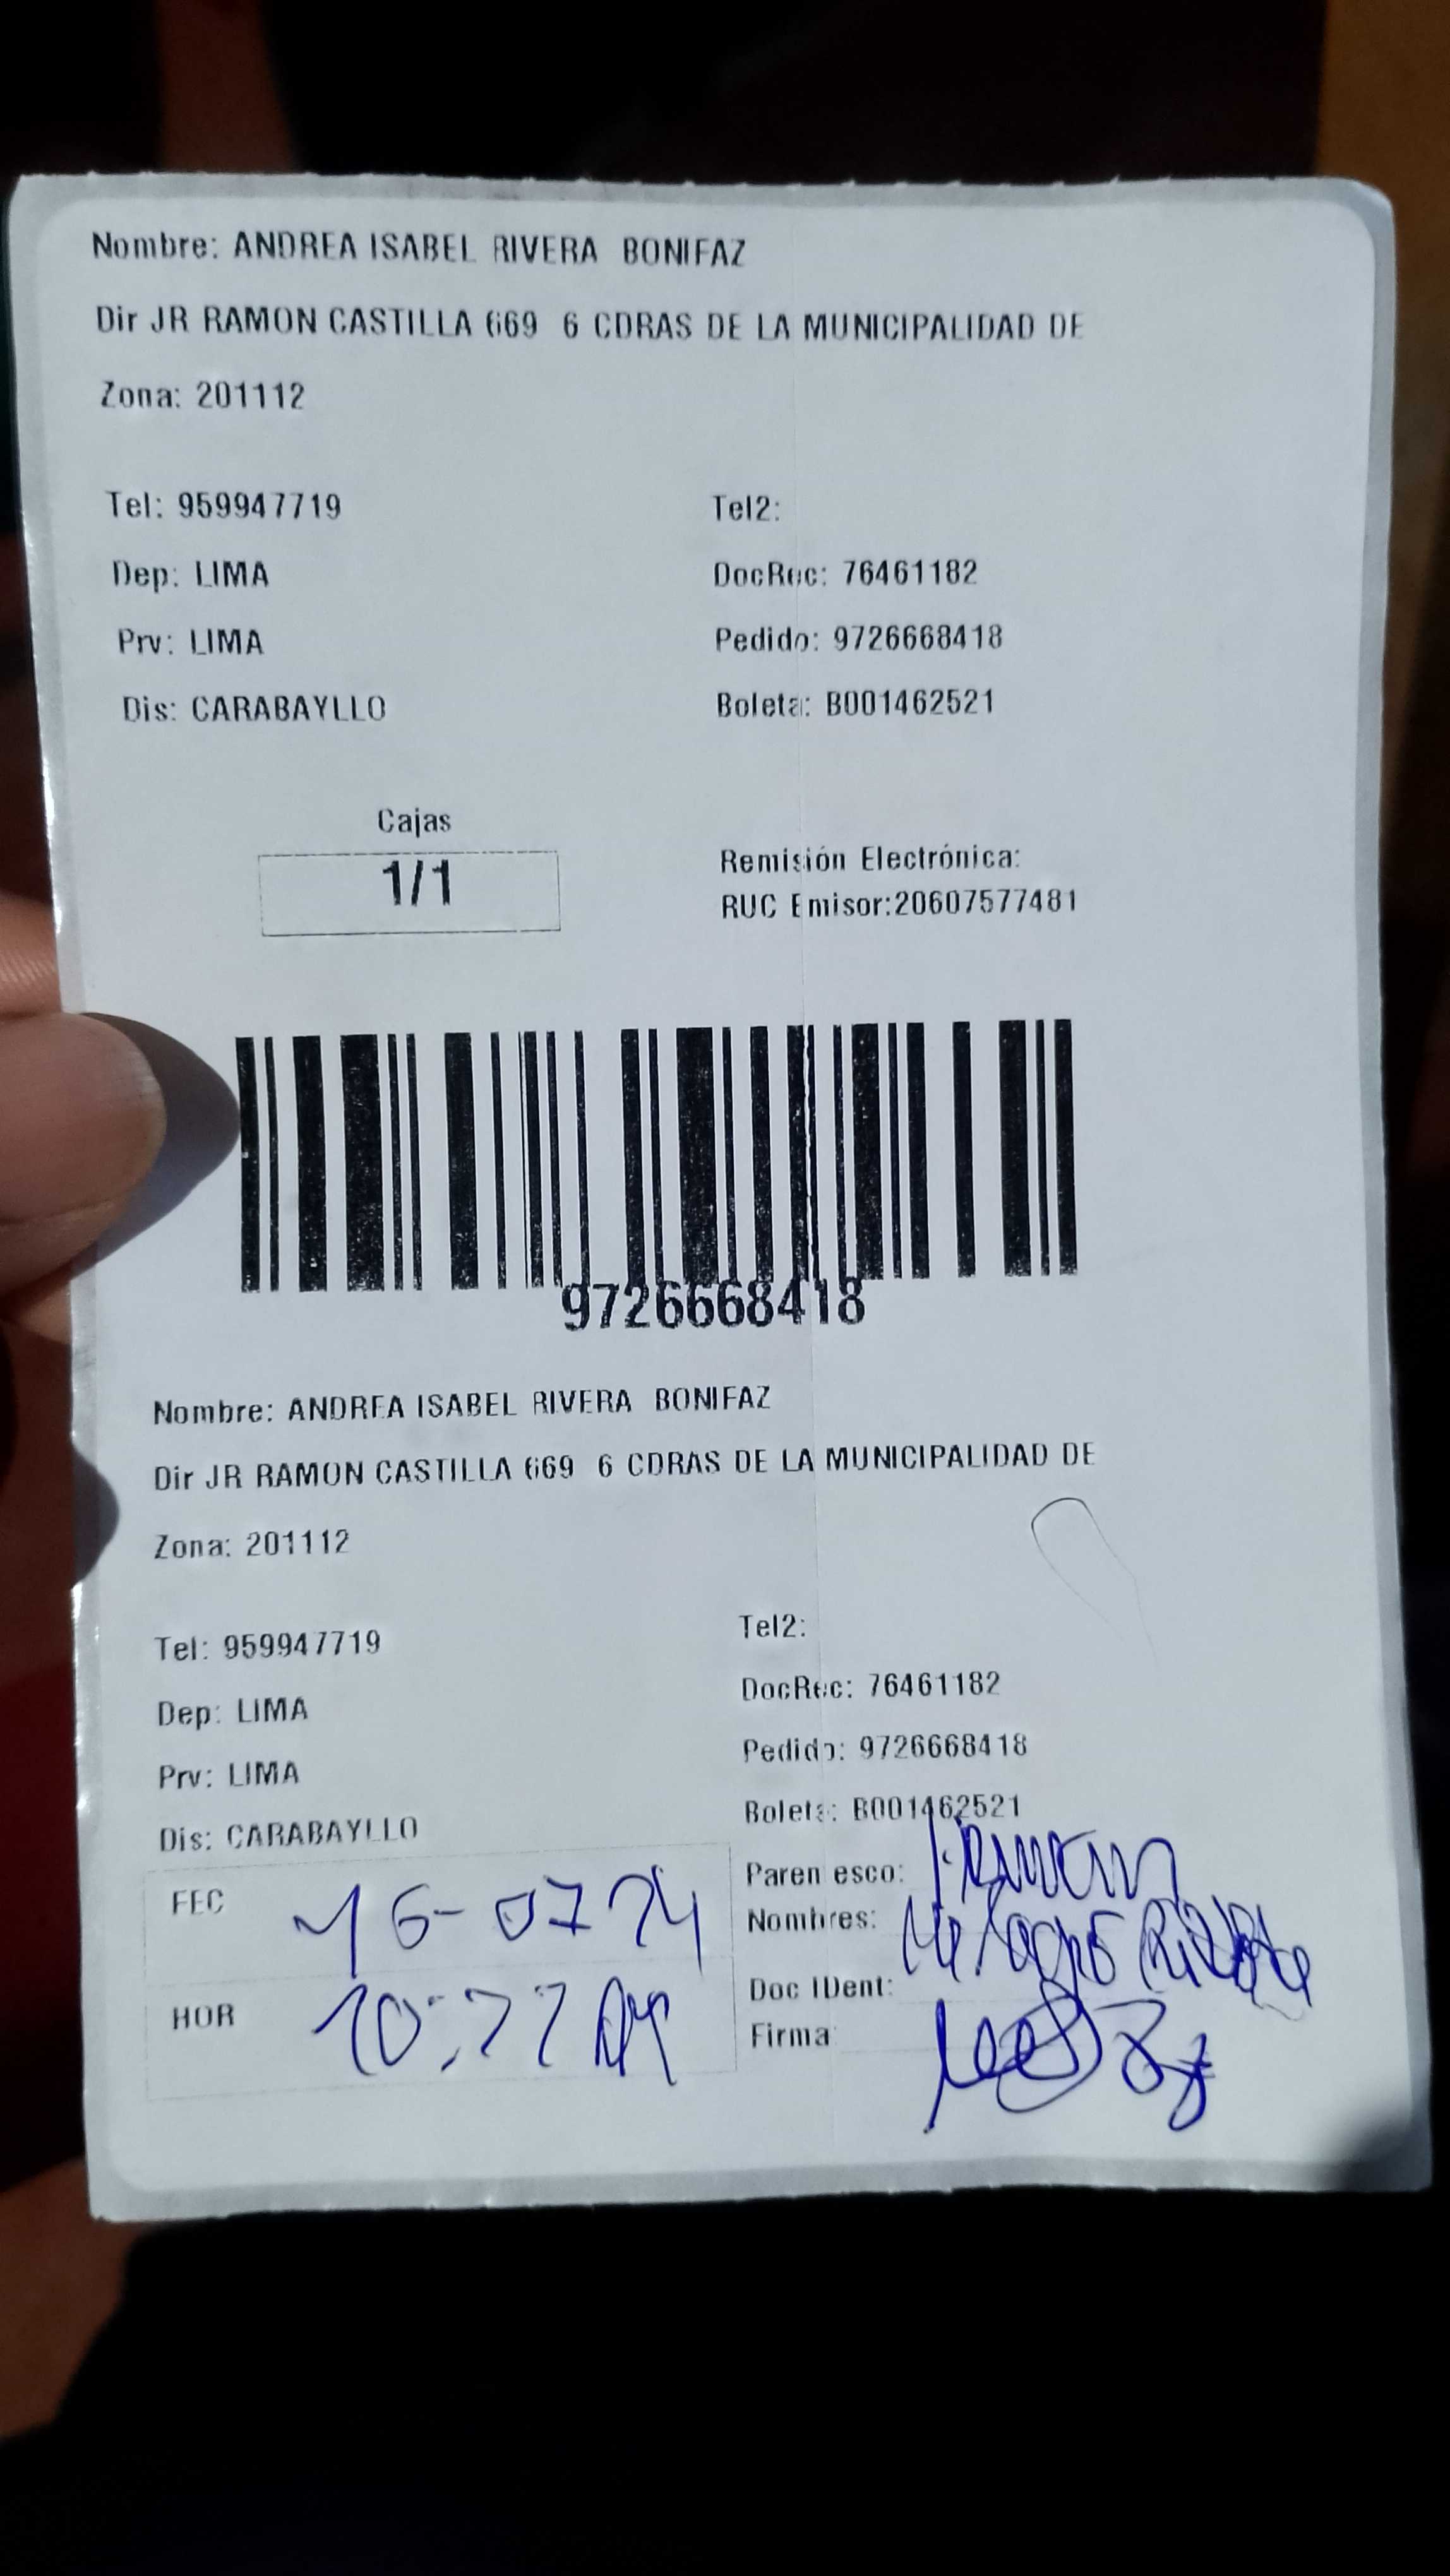 Nombre: ANDREA ISABEL RIVERA BONIFAZ
Dir JR RAMON CASTILLA 669 6 CDRAS DE LA MUNICIPALIDAD DE
Zona: 201112
Tel: 959947719 Tel2:
Dep: LIMA DocRec: 76461182
Prv: LIMA Pedido: 9726668418
Dis: CARABAYLLO Boleta: B001462521
Cajas
1/1
Remisión Electrónica:
RUC Emisor:20607577481
9726668418
Nombre: ANDREA ISABEL RIVERA BONIFAZ
Dir JR RAMON CASTILLA 669 6 CDRAS DE LA MUNICIPALIDAD DE
Zona: 201112
Tel: 959947719 Tel2:
Dep: LIMA DocRec: 76461182
Prv: LIMA Pedido: 9726668418
Dis: CARABAYLLO Boleta: B001462521
FEC 16-07 24
HOR
Paren esco:
Nombres:
Doc IDent:
Firma